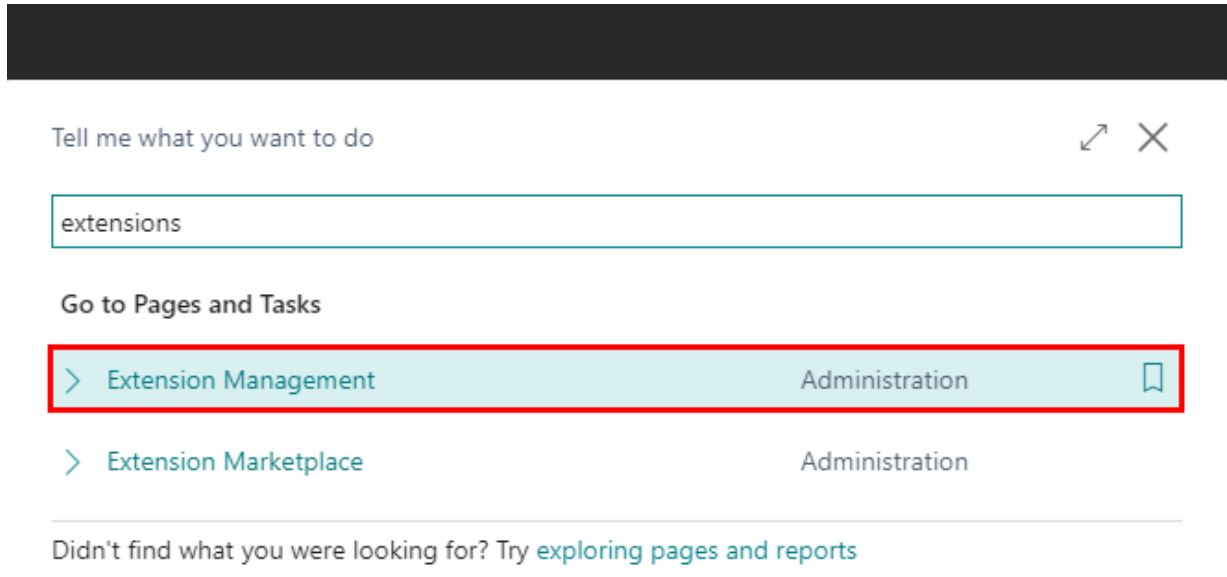 Tell me what you want to do
extensions
Go to Pages and Tasks
Extension Management Administration
Extension Marketplace Administration
Didn't find what you were looking for? Try exploring pages and reports